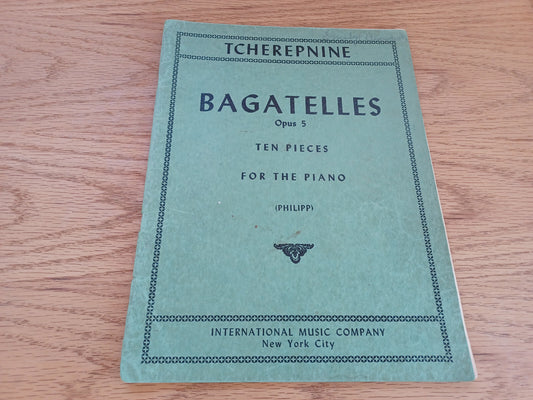 TCHEREPNINE
BAGATELLES
Opus 5
TEN PIECES
FOR THE PIANO
(PHILIPP)
INTERNATIONAL MUSIC COMPANY
New York City